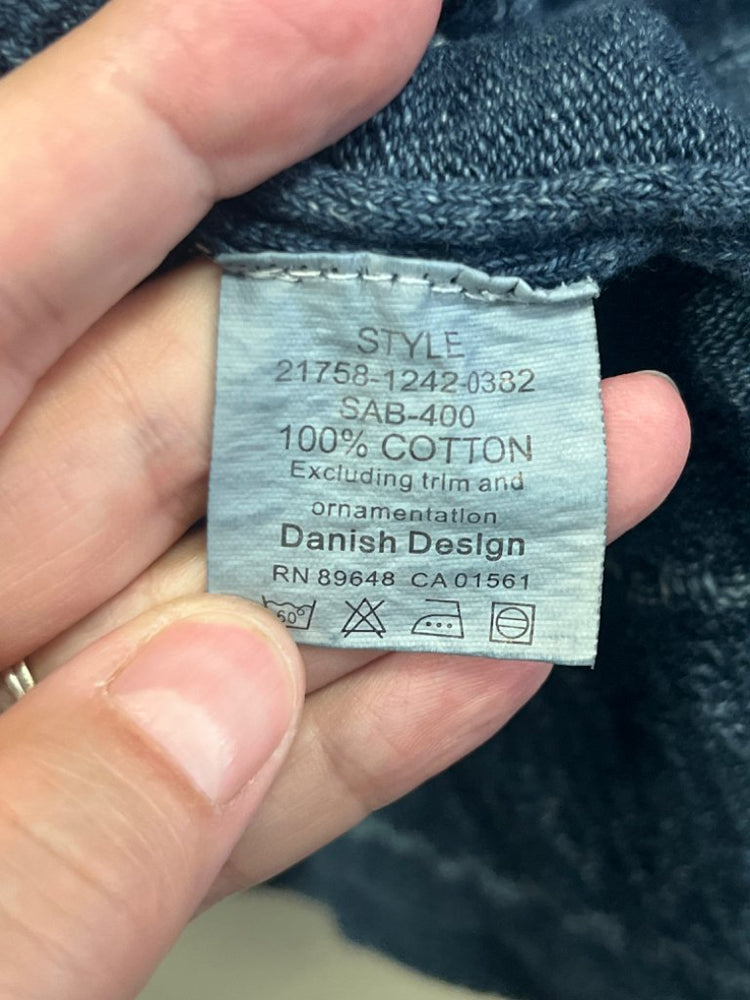 STYLE
21758-1242-0382
SAB-400
100% COTTON
Excluding trim and
ornamentation
Danish Design
RN 89648 CA 01561
60°